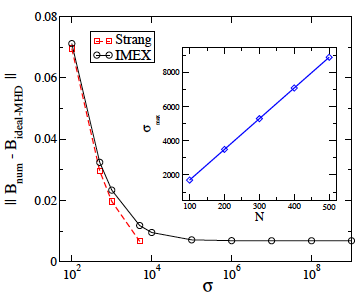 0.08
0.06
0.04
0.02
0
|| B_num - B_ideal-MHD ||
Strang
IMEX
8000
6000
4000
2000
σ_max
100 200 300 400 500
N
10^2 10^4 10^6 10^8
σ